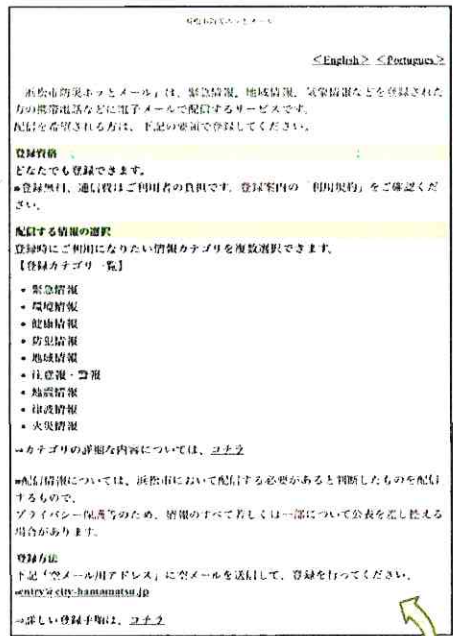 浜松市防災ホッとメール
<English> <Portugues>
「浜松市防災ホッとメール」は、緊急情報、地域情報、気象情報などを登録された
方の携帯電話などに電子メールで配信するサービスです。
配信を希望される方は、下記の要領で登録してください。
登録資格
どなたでも登録できます。
※登録無料、通信費はご利用者の負担です。登録案内の「利用規約」をご確認くだ
さい。
配信する情報の選択
登録時にご利用になりたい情報カテゴリを複数選択できます。
【登録カテゴリ一覧】
• 緊急情報
• 環境情報
• 健康情報
• 防犯情報
• 地域情報
• 注意報・警報
• 地震情報
• 津波情報
• 火災情報
→カテゴリの詳細な内容については、コチラ
※配信情報については、浜松市において配信する必要があると判断したものを配信
するもので、
プライバシー保護等のため、情報のすべて若しくは一部について公表を差し控える
場合があります。
登録方法
下記「空メール用アドレス」に空メールを送信して、登録を行ってください。
→entry@city-hamamatsu.jp
→詳しい登録手順は、コチラ